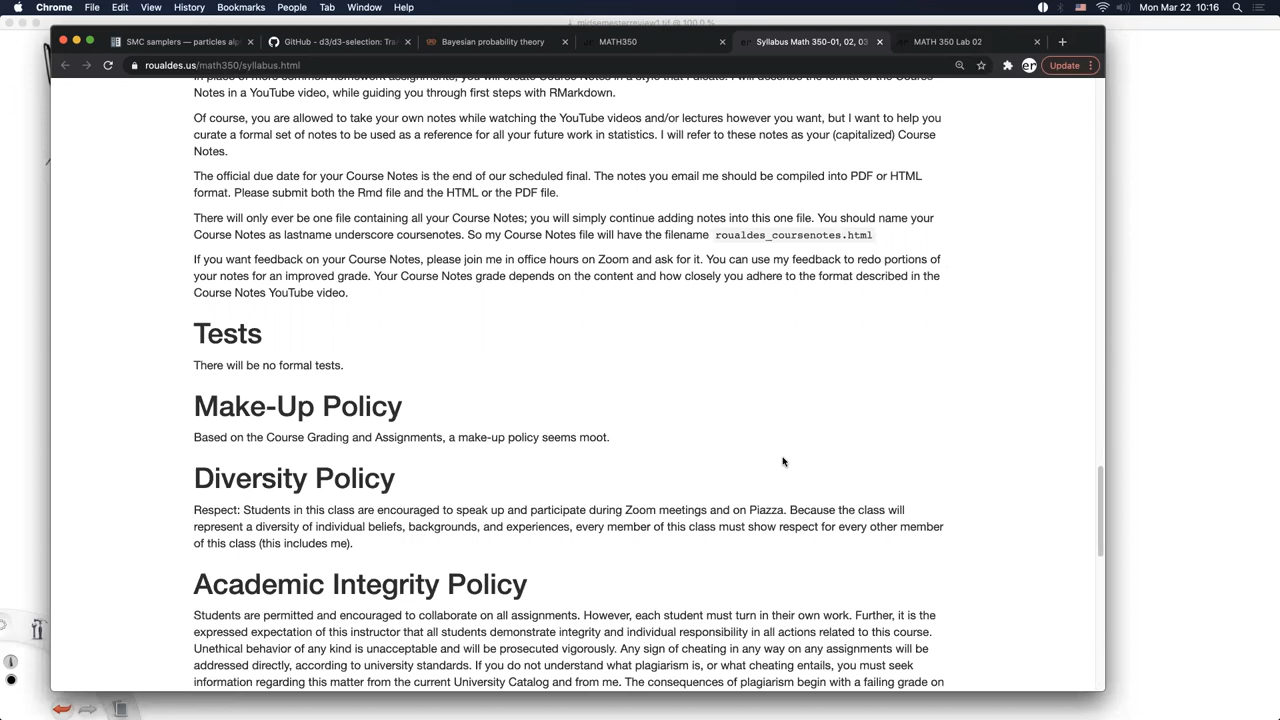 Chrome File Edit View History Bookmarks People Tab Window Help Mon Mar 22 10:16
midsemesterreview1.tif @ 100.0 %
SMC samplers — particles al GitHub - d3/d3-selection: Tra Bayesian probability theory MATH350 Syllabus Math 350-01, 02, 03 MATH 350 Lab 02
roualdes.us/math350/syllabus.html er Update
Notes in a YouTube video, while guiding you through first steps with RMarkdown.
Of course, you are allowed to take your own notes while watching the YouTube videos and/or lectures however you want, but I want to help you
curate a formal set of notes to be used as a reference for all your future work in statistics. I will refer to these notes as your (capitalized) Course
Notes.
The official due date for your Course Notes is the end of our scheduled final. The notes you email me should be compiled into PDF or HTML
format. Please submit both the Rmd file and the HTML or the PDF file.
There will only ever be one file containing all your Course Notes; you will simply continue adding notes into this one file. You should name your
Course Notes as lastname underscore coursenotes. So my Course Notes file will have the filename roualdes_coursenotes.html
If you want feedback on your Course Notes, please join me in office hours on Zoom and ask for it. You can use my feedback to redo portions of
your notes for an improved grade. Your Course Notes grade depends on the content and how closely you adhere to the format described in the
Course Notes YouTube video.
Tests
There will be no formal tests.
Make-Up Policy
Based on the Course Grading and Assignments, a make-up policy seems moot.
Diversity Policy
Respect: Students in this class are encouraged to speak up and participate during Zoom meetings and on Piazza. Because the class will
represent a diversity of individual beliefs, backgrounds, and experiences, every member of this class must show respect for every other member
of this class (this includes me).
Academic Integrity Policy
Students are permitted and encouraged to collaborate on all assignments. However, each student must turn in their own work. Further, it is the
expressed expectation of this instructor that all students demonstrate integrity and individual responsibility in all actions related to this course.
Unethical behavior of any kind is unacceptable and will be prosecuted vigorously. Any sign of cheating in any way on any assignments will be
addressed directly, according to university standards. If you do not understand what plagiarism is, or what cheating entails, you must seek
information regarding this matter from the current University Catalog and from me. The consequences of plagiarism begin with a failing grade on